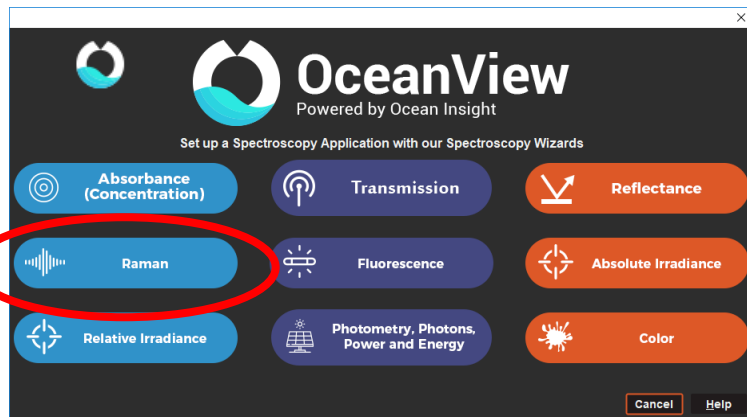 OceanView
Powered by Ocean Insight
Set up a Spectroscopy Application with our Spectroscopy Wizards
Absorbance
(Concentration)
Transmission
Reflectance
Raman
Fluorescence
Absolute Irradiance
Relative Irradiance
Photometry, Photons,
Power and Energy
Color
Cancel
Help